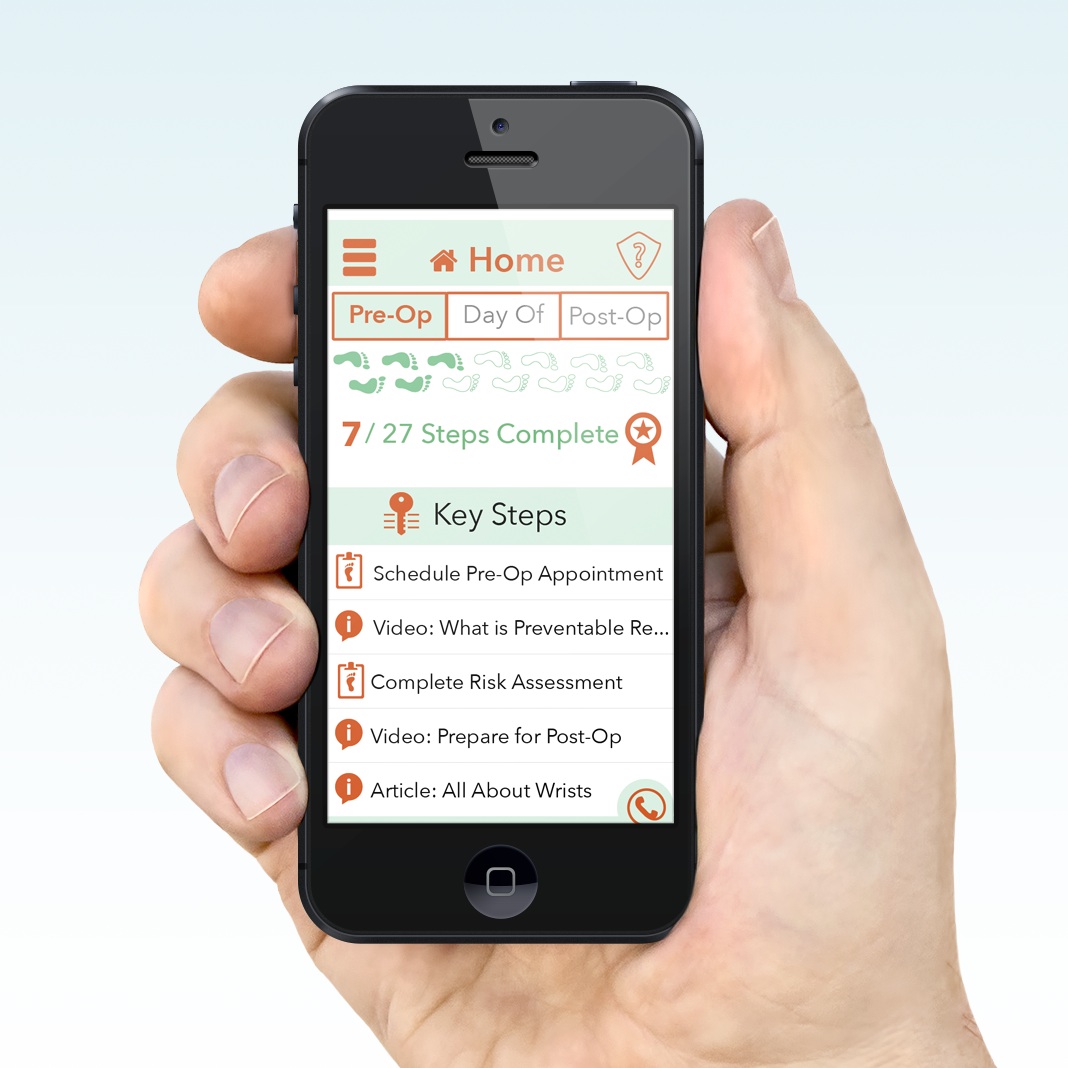 Home
?
Pre-Op Day Of Post-Op
7 / 27 Steps Complete
Key Steps
Schedule Pre-Op Appointment
i Video: What is Preventable Re...
Complete Risk Assessment
i Video: Prepare for Post-Op
i Article: All About Wrists